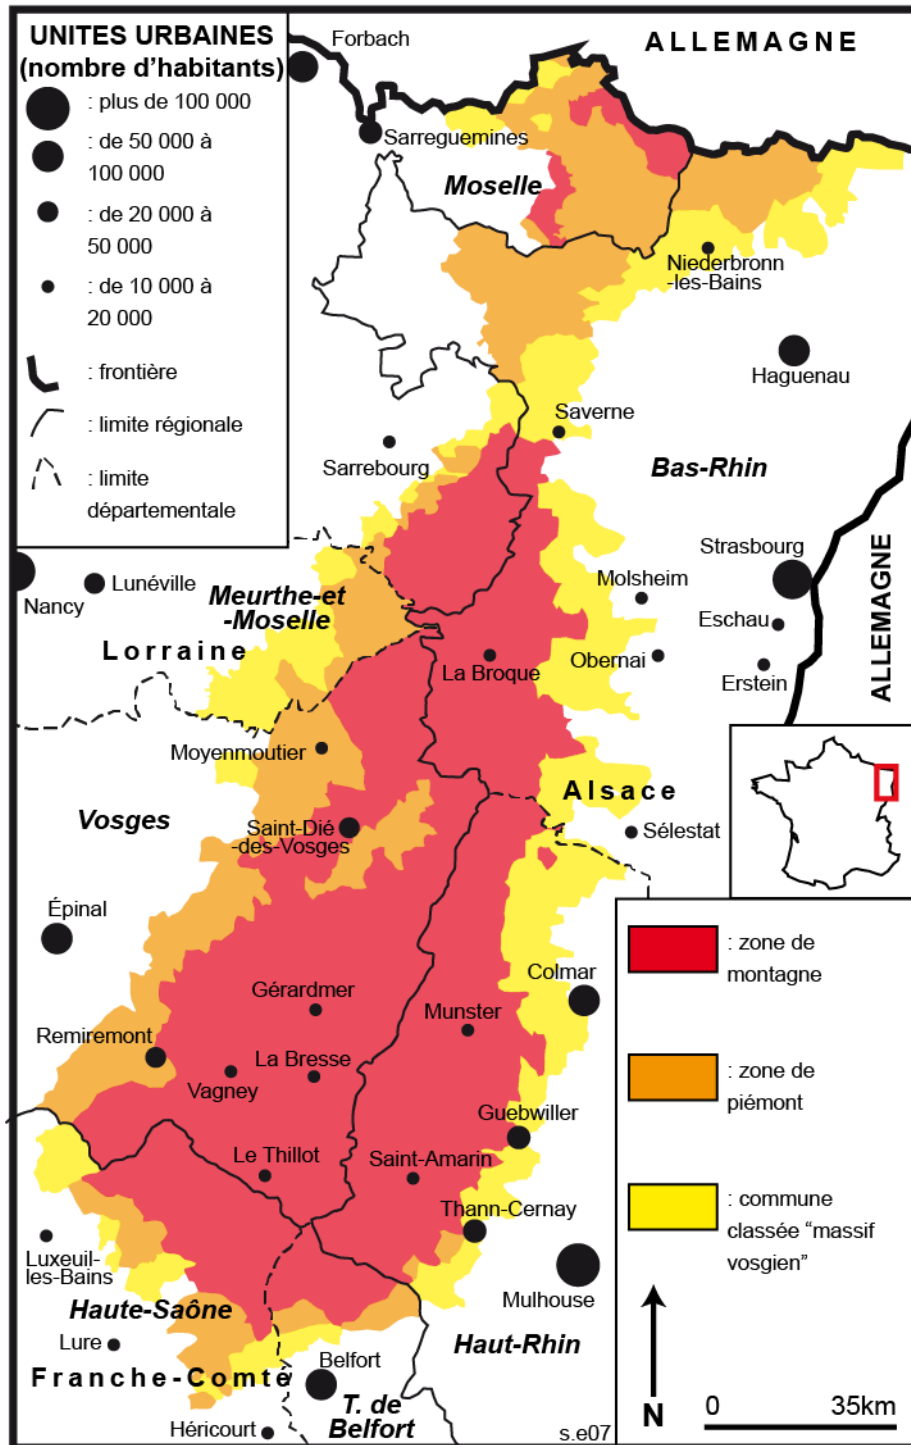 UNITES URBAINES
(nombre d’habitants)
: plus de 100 000
: de 50 000 à
100 000
: de 20 000 à
50 000
: de 10 000 à
20 000
: frontière
: limite régionale
: limite
départementale
Forbach
ALLEMAGNE
Sarreguemines
Moselle
Niederbronn
-les-Bains
Haguenau
Saverne
Sarrebourg
Bas-Rhin
Strasbourg
ALLEMAGNE
Nancy
Lunéville
Meurthe-et
-Moselle
Molsheim
Eschau
Lorraine
La Broque
Obernai
Erstein
Moyenmoutier
Alsace
Vosges
Saint-Dié
-des-Vosges
Sélestat
Épinal
Colmar
Gérardmer
Munster
Remiremont
La Bresse
Vagney
Guebwiller
Le Thillot
Saint-Amarin
Thann-Cernay
Luxeuil-
les-Bains
Mulhouse
Haute-Saône
Lure
Haut-Rhin
Franche-Comté
Belfort
T. de
Belfort
Héricourt
s.e07
: zone de
montagne
: zone de
piémont
: commune
classée “massif
vosgien”
N
0 35km